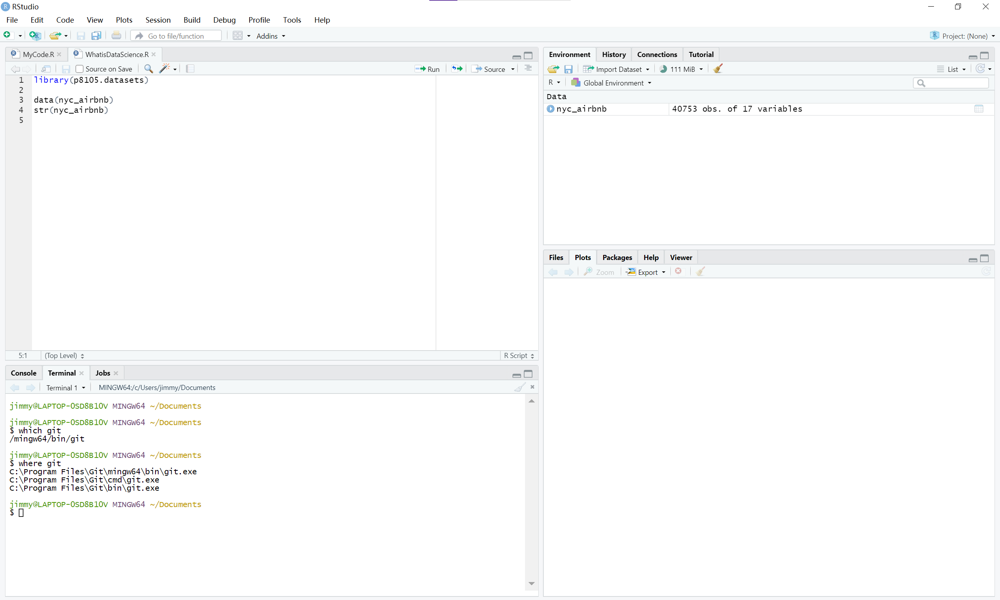 RStudio
File Edit Code View Plots Session Build Debug Profile Tools Help
Go to file/function Addins Project: (None)
MyCode.R WhatisDataScience.R
Source on Save Run Source
1 library(p8105.datasets)
2
3 data(nyc_airbnb)
4 str(nyc_airbnb)
5
5:1 (Top Level) R Script
Console Terminal Jobs
Terminal 1 MINGW64:/c/Users/jimmy/Documents
jimmy@LAPTOP-OSD8B10V MINGW64 ~/Documents
jimmy@LAPTOP-OSD8B10V MINGW64 ~/Documents
$ which git
/mingw64/bin/git
jimmy@LAPTOP-OSD8B10V MINGW64 ~/Documents
$ where git
C:\Program Files\Git\mingw64\bin\git.exe
C:\Program Files\Git\cmd\git.exe
C:\Program Files\Git\bin\git.exe
jimmy@LAPTOP-OSD8B10V MINGW64 ~/Documents
$
Environment History Connections Tutorial
Import Dataset 111 MiB List
R Global Environment
Data
nyc_airbnb 40753 obs. of 17 variables
Files Plots Packages Help Viewer
Zoom Export